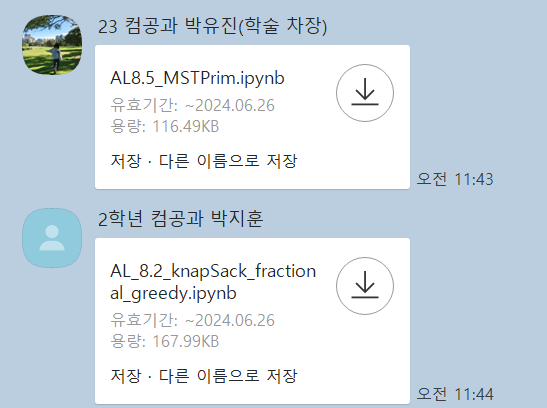 23 컴공과 박유진(학술 차장)
AL8.5_MSTPrim.ipynb
유효기간: ~2024.06.26
용량: 116.49KB
저장 · 다른 이름으로 저장
오전 11:43
2학년 컴공과 박지훈
AL_8.2_knapSack_fraction
al_greedy.ipynb
유효기간: ~2024.06.26
용량: 167.99KB
저장 · 다른 이름으로 저장
오전 11:44